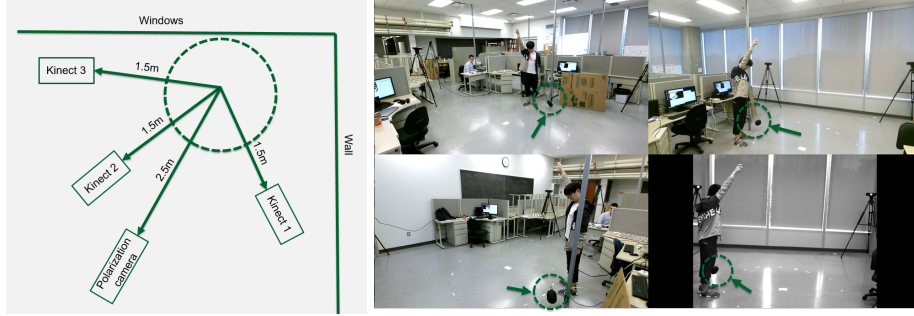 Windows
Kinect 3
1.5m
1.5m
Kinect 2
2.5m
1.5m
Wall
Kinect 1
Polarization
camera